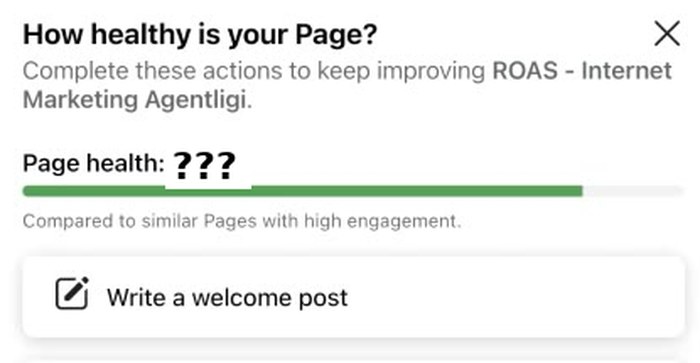 How healthy is your Page?
Complete these actions to keep improving ROAS - Internet
Marketing Agentligi.
Page health: ???
Compared to similar Pages with high engagement.
Write a welcome post